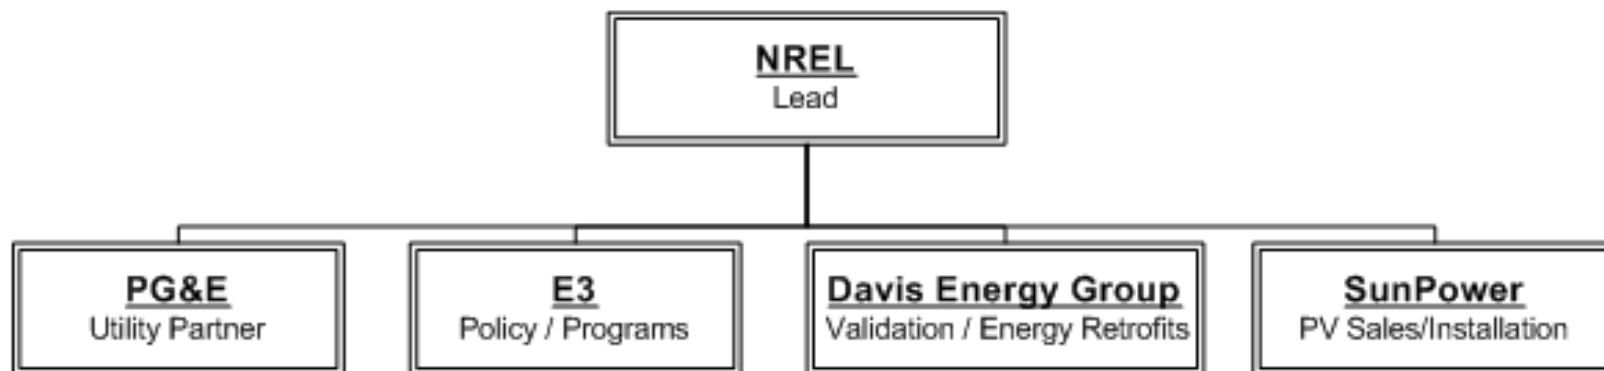 NREL
Lead
PG&E
Utility Partner
E3
Policy / Programs
Davis Energy Group
Validation / Energy Retrofits
SunPower
PV Sales/Installation